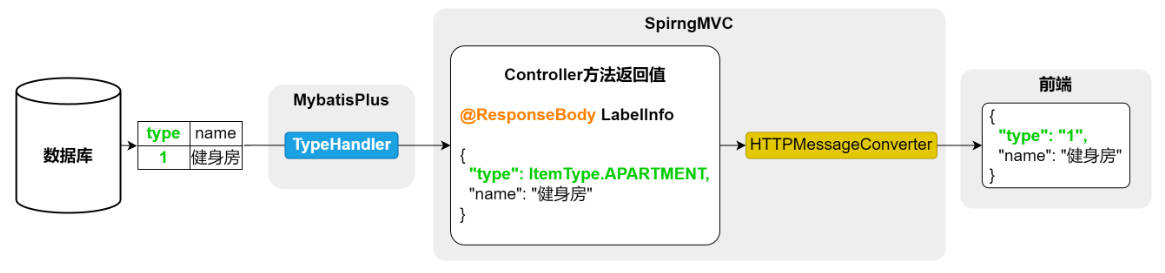 数据库
type name
1 健身房
MybatisPlus
TypeHandler
SpirngMVC
Controller方法返回值
@ResponseBody LabelInfo
{
"type": ItemType.APARTMENT,
"name": "健身房"
}
HTTPMessageConverter
前端
{
"type": "1",
"name": "健身房"
}